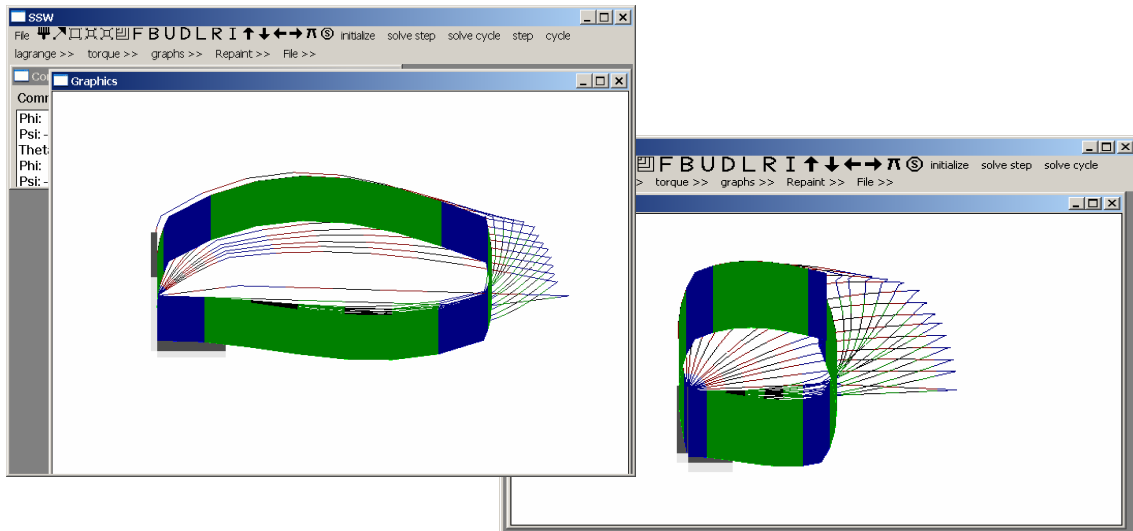 SSW
File F B U D L R I S initialize solve step solve cycle step cycle
lagrange >> torque >> graphs >> Repaint >> File >>
Graphics
Phi:
Psi: -
Phi:
Psi: -
F B U D L R I S initialize solve step solve cycle
> torque >> graphs >> Repaint >> File >>